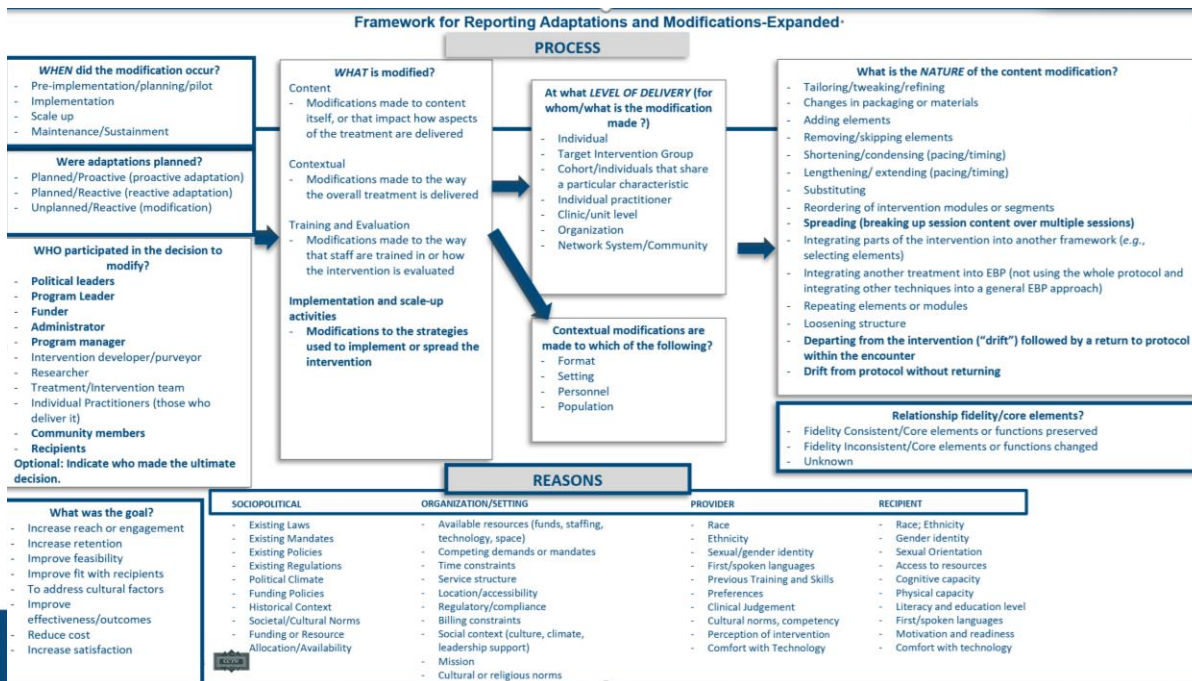 Framework for Reporting Adaptations and Modifications-Expanded·
PROCESS
WHEN did the modification occur?
- Pre-implementation/planning/pilot
- Implementation
- Scale up
- Maintenance/Sustainment
Were adaptations planned?
- Planned/Proactive (proactive adaptation)
- Planned/Reactive (reactive adaptation)
- Unplanned/Reactive (modification)
WHO participated in the decision to
modify?
- Political leaders
- Program Leader
- Funder
- Administrator
- Program manager
- Intervention developer/purveyor
- Researcher
- Treatment/Intervention team
- Individual Practitioners (those who
deliver it)
- Community members
- Recipients
Optional: Indicate who made the ultimate
decision.
WHAT is modified?
Content
- Modifications made to content
itself, or that impact how aspects
of the treatment are delivered
Contextual
- Modifications made to the way
the overall treatment is delivered
Training and Evaluation
- Modifications made to the way
that staff are trained in or how
the intervention is evaluated
Implementation and scale-up
activities
- Modifications to the strategies
used to implement or spread the
intervention
At what LEVEL OF DELIVERY (for
whom/what is the modification
made ?)
- Individual
- Target Intervention Group
- Cohort/individuals that share
a particular characteristic
- Individual practitioner
- Clinic/unit level
- Organization
- Network System/Community
Contextual modifications are
made to which of the following?
- Format
- Setting
- Personnel
- Population
What is the NATURE of the content modification?
- Tailoring/tweaking/refining
- Changes in packaging or materials
- Adding elements
- Removing/skipping elements
- Shortening/condensing (pacing/timing)
- Lengthening/ extending (pacing/timing)
- Substituting
- Reordering of intervention modules or segments
- Spreading (breaking up session content over multiple sessions)
- Integrating parts of the intervention into another framework (e.g.,
selecting elements)
- Integrating another treatment into EBP (not using the whole protocol and
integrating other techniques into a general EBP approach)
- Repeating elements or modules
- Loosening structure
- Departing from the intervention ("drift") followed by a return to protocol
within the encounter
- Drift from protocol without returning
Relationship fidelity/core elements?
- Fidelity Consistent/Core elements or functions preserved
- Fidelity Inconsistent/Core elements or functions changed
- Unknown
REASONS
What was the goal?
- Increase reach or engagement
- Increase retention
- Improve feasibility
- Improve fit with recipients
- To address cultural factors
- Improve
effectiveness/outcomes
- Reduce cost
- Increase satisfaction
SOCIOPOLITICAL
- Existing Laws
- Existing Mandates
- Existing Policies
- Existing Regulations
- Political Climate
- Funding Policies
- Historical Context
- Societal/Cultural Norms
- Funding or Resource
Allocation/Availability
ORGANIZATION/SETTING
- Available resources (funds, staffing,
technology, space)
- Competing demands or mandates
- Time constraints
- Service structure
- Location/accessibility
- Regulatory/compliance
- Billing constraints
- Social context (culture, climate,
leadership support)
- Mission
- Cultural or religious norms
PROVIDER
- Race
- Ethnicity
- Sexual/gender identity
- First/spoken languages
- Previous Training and Skills
- Preferences
- Clinical Judgement
- Cultural norms, competency
- Perception of intervention
- Comfort with Technology
RECIPIENT
- Race; Ethnicity
- Gender identity
- Sexual Orientation
- Access to resources
- Cognitive capacity
- Physical capacity
- Literacy and education level
- First/spoken languages
- Motivation and readiness
- Comfort with technology